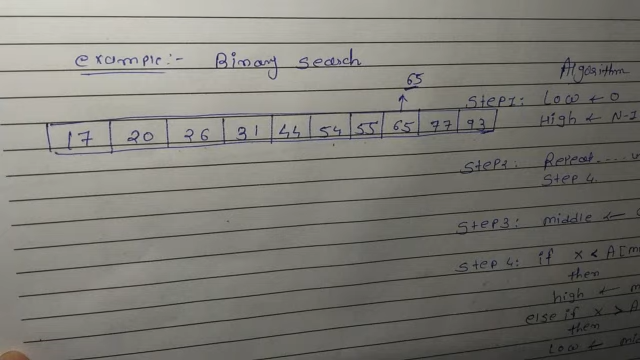 example:- Binary search
65
17 20 26 31 44 54 55 65 77 93
Algorithm
Step1: Low ← 0
High ← N-1
Step2: Repeat....
Step 4.
Step3: middle ←
Step 4: if x < A[m
then
high ← m
else if x > A
then
Low ← mi